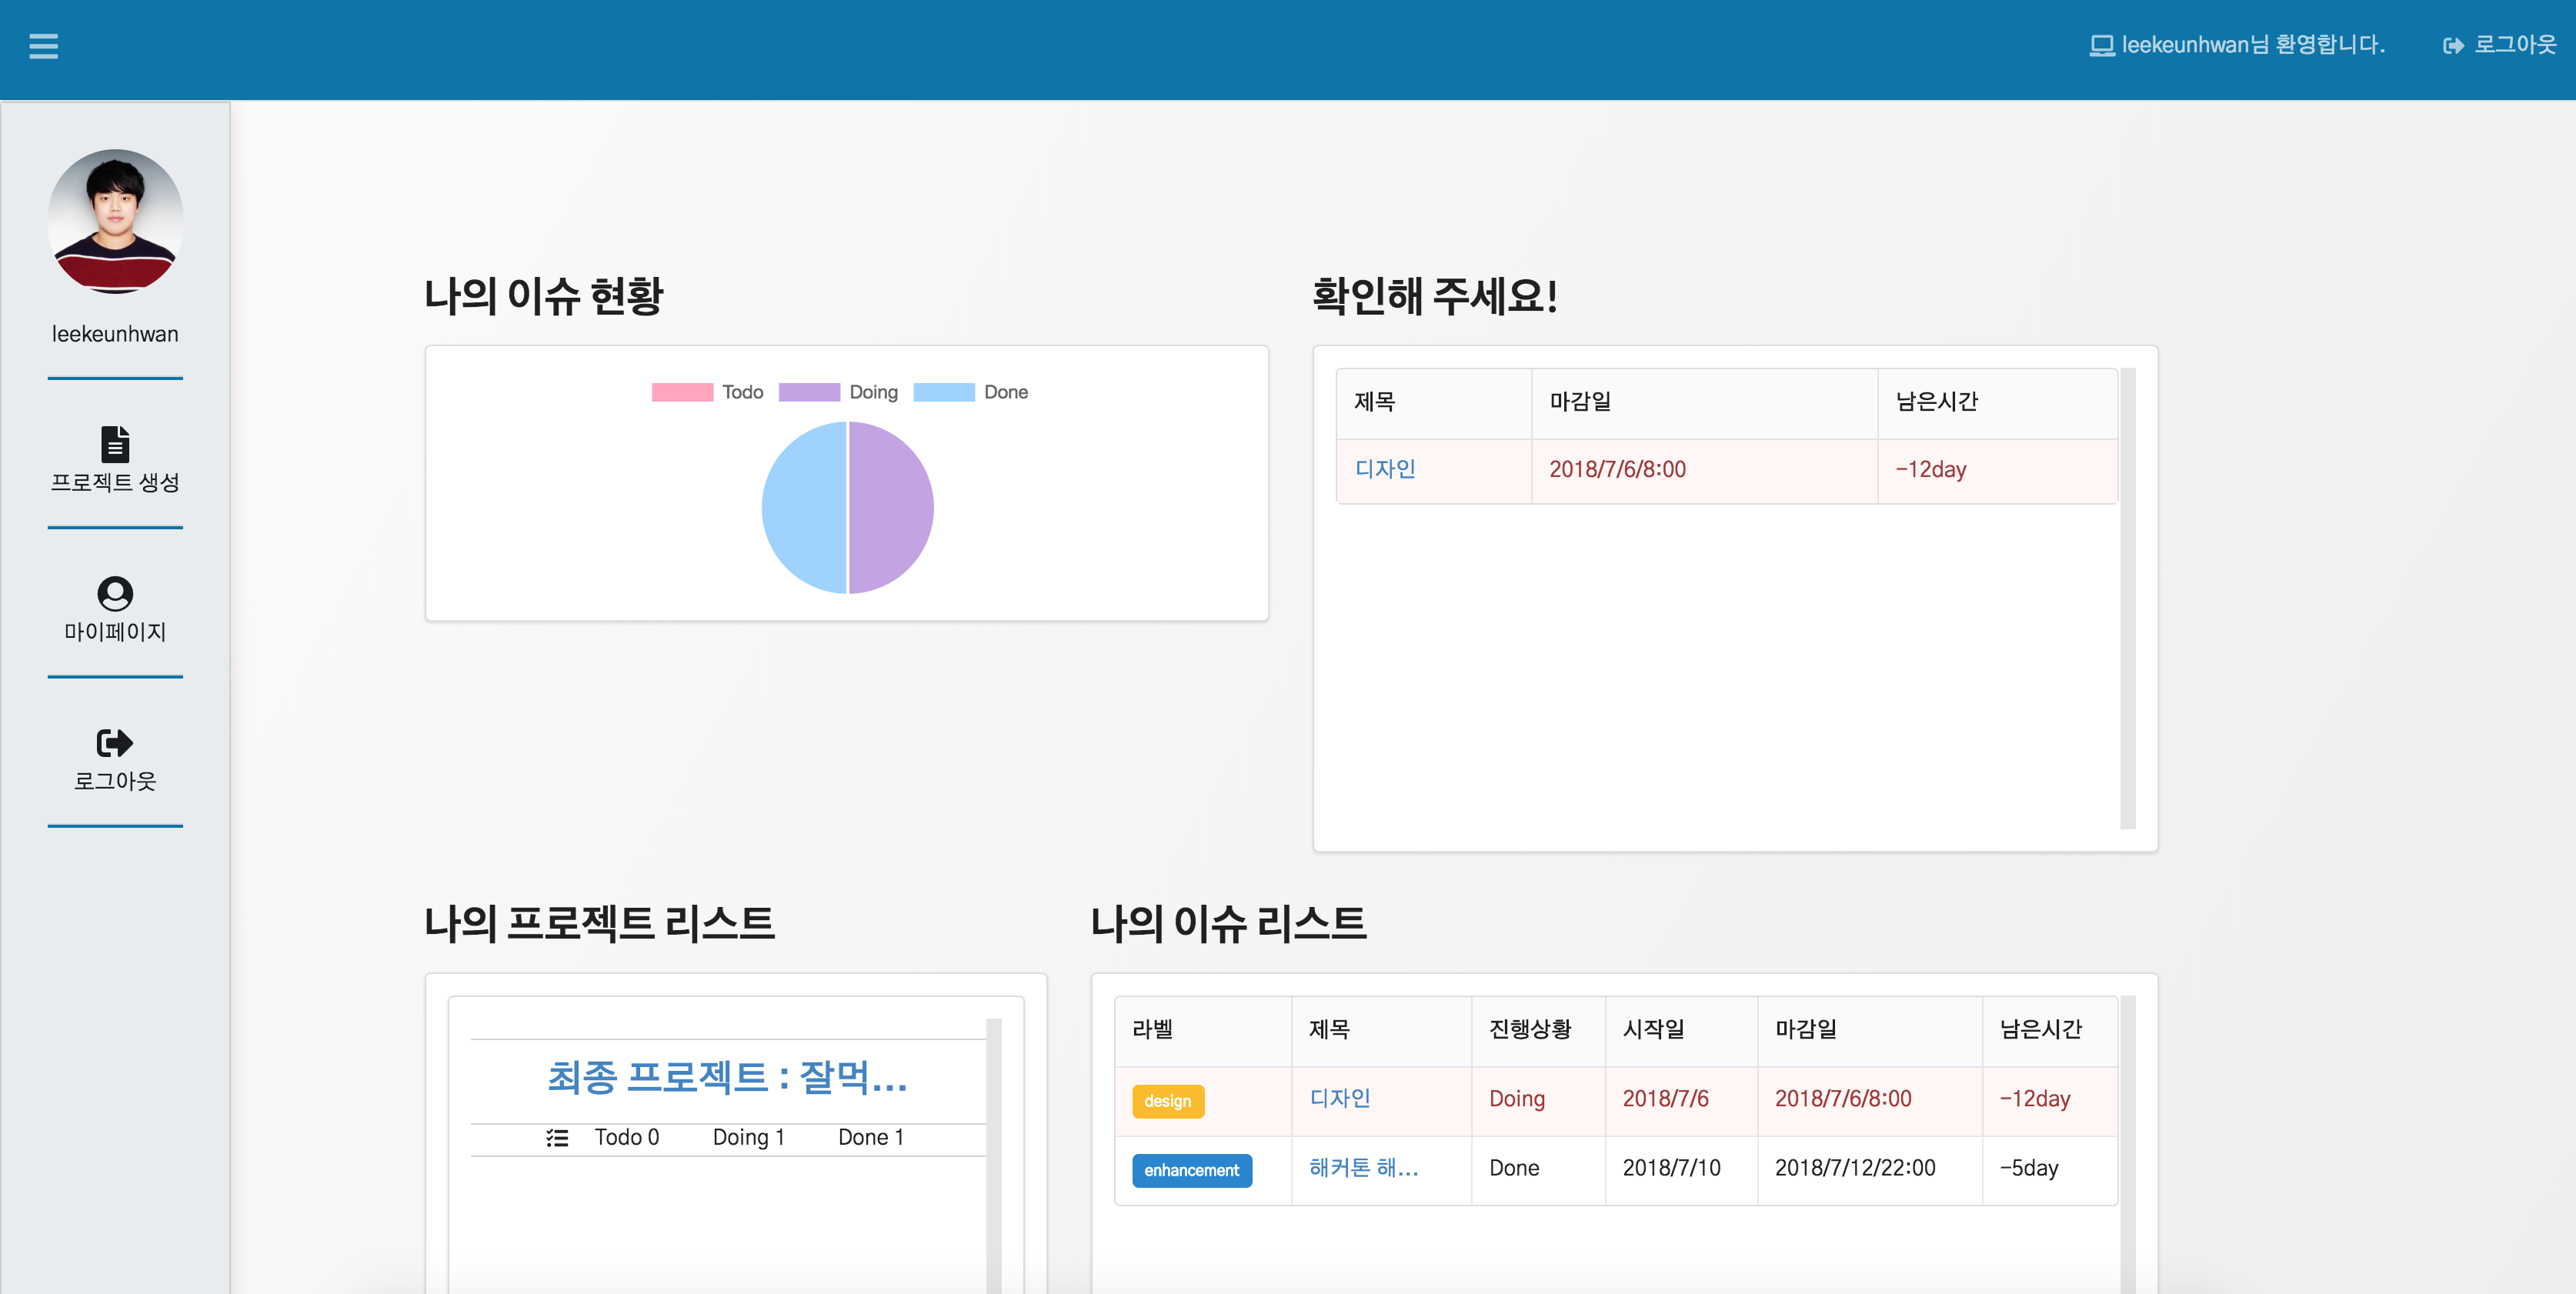 leekeunhwan님 환영합니다.
로그아웃
leekeunhwan
프로젝트 생성
마이페이지
로그아웃
나의 이슈 현황
Todo Doing Done
확인해 주세요!
제목 마감일 남은시간
디자인 2018/7/6/8:00 -12day
나의 프로젝트 리스트
최종 프로젝트 : 잘먹...
Todo 0 Doing 1 Done 1
나의 이슈 리스트
라벨 제목 진행상황 시작일 마감일 남은시간
design 디자인 Doing 2018/7/6 2018/7/6/8:00 -12day
enhancement 해커톤 해... Done 2018/7/10 2018/7/12/22:00 -5day